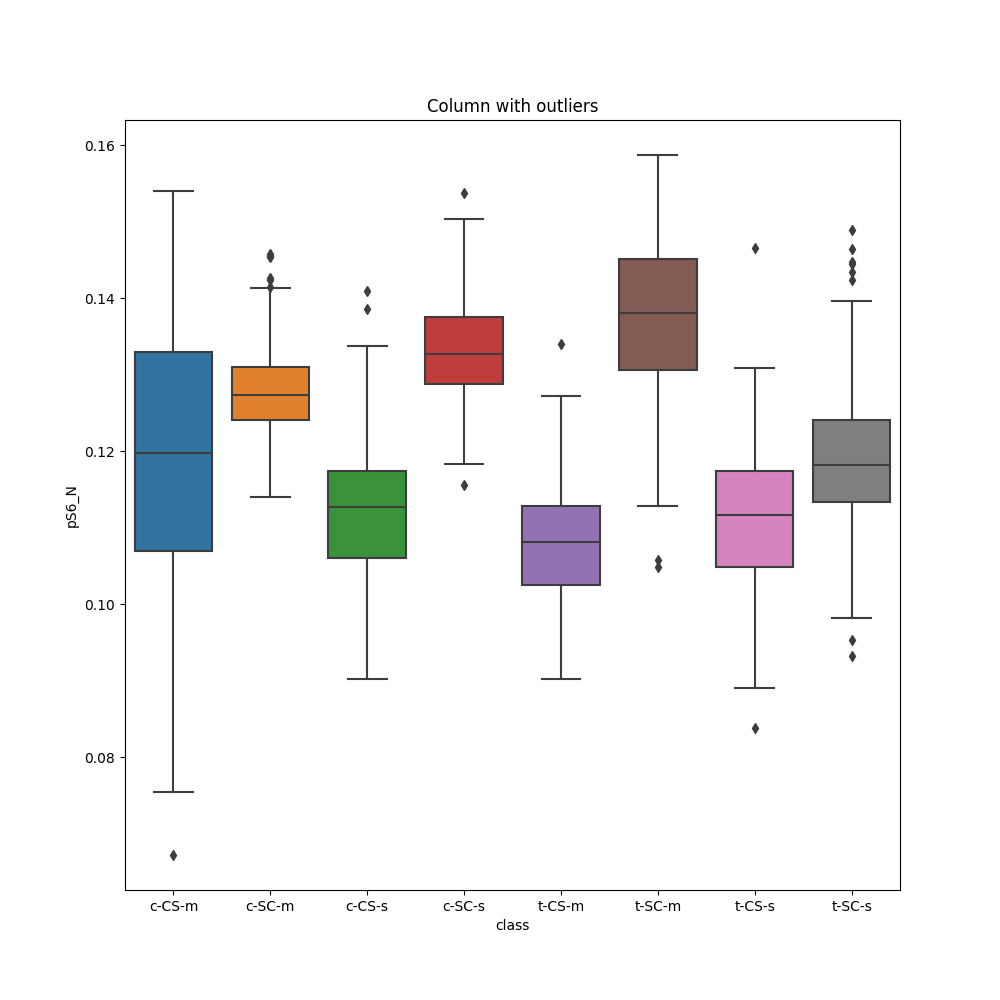 Column with outliers
0.16
0.14
0.12
0.10
0.08
pS6_N
c-CS-m c-SC-m c-CS-s c-SC-s t-CS-m t-SC-m t-CS-s t-SC-s
class